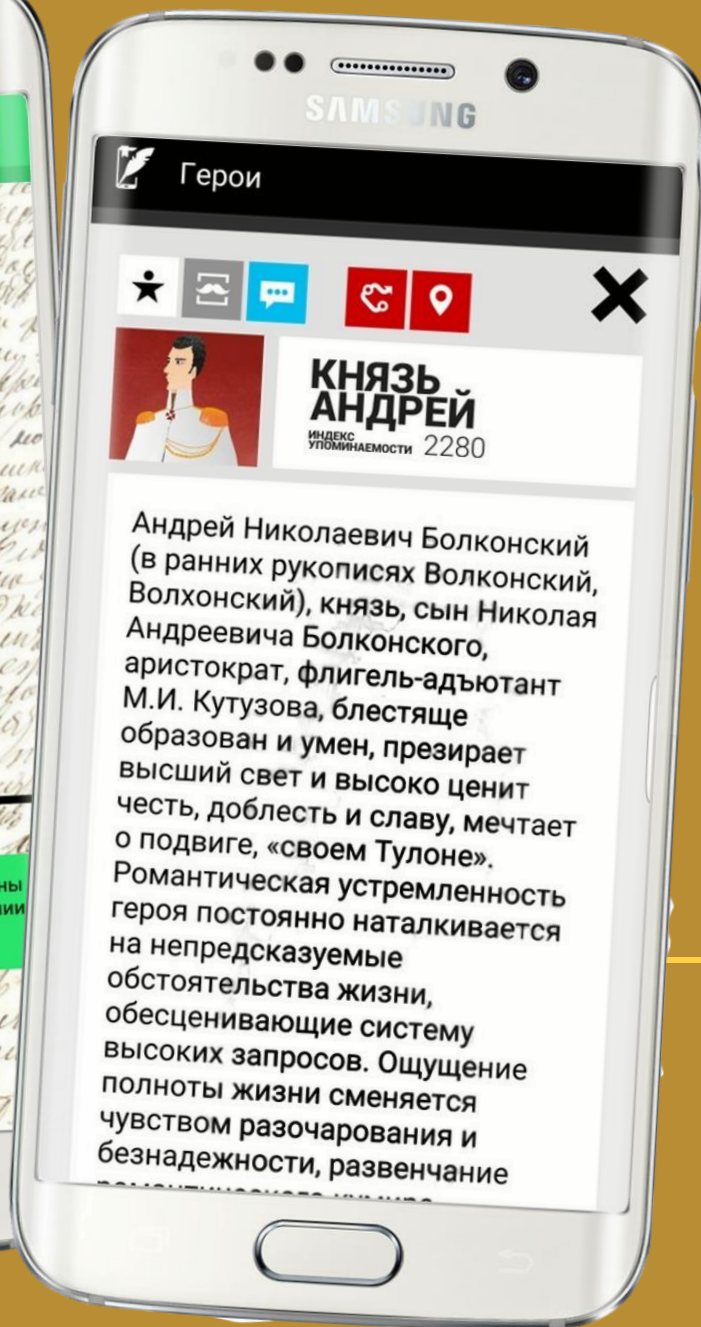 SAMSUNG
Герои
КНЯЗЬ
АНДРЕЙ
ИНДЕКС
УПОМИНАЕМОСТИ 2280
Андрей Николаевич Болконский
(в ранних рукописях Волконский,
Волхонский), князь, сын Николая
Андреевича Болконского,
аристократ, флигель-адъютант
М.И. Кутузова, блестяще
образован и умен, презирает
высший свет и высоко ценит
честь, доблесть и славу, мечтает
о подвиге, «своем Тулоне».
Романтическая устремленность
героя постоянно наталкивается
на непредсказуемые
обстоятельства жизни,
обесценивающие систему
высоких запросов. Ощущение
полноты жизни сменяется
чувством разочарования и
безнадежности, развенчание